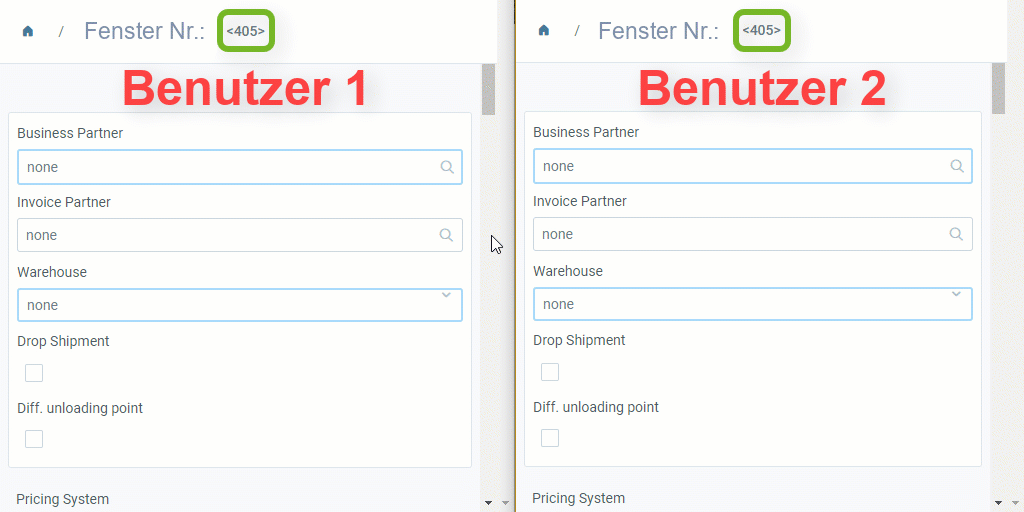 / Fenster Nr.: <405>
Benutzer 1
Business Partner
none
Invoice Partner
none
Warehouse
none
Drop Shipment
Diff. unloading point
Pricing System
/ Fenster Nr.: <405>
Benutzer 2
Business Partner
none
Invoice Partner
none
Warehouse
none
Drop Shipment
Diff. unloading point
Pricing System